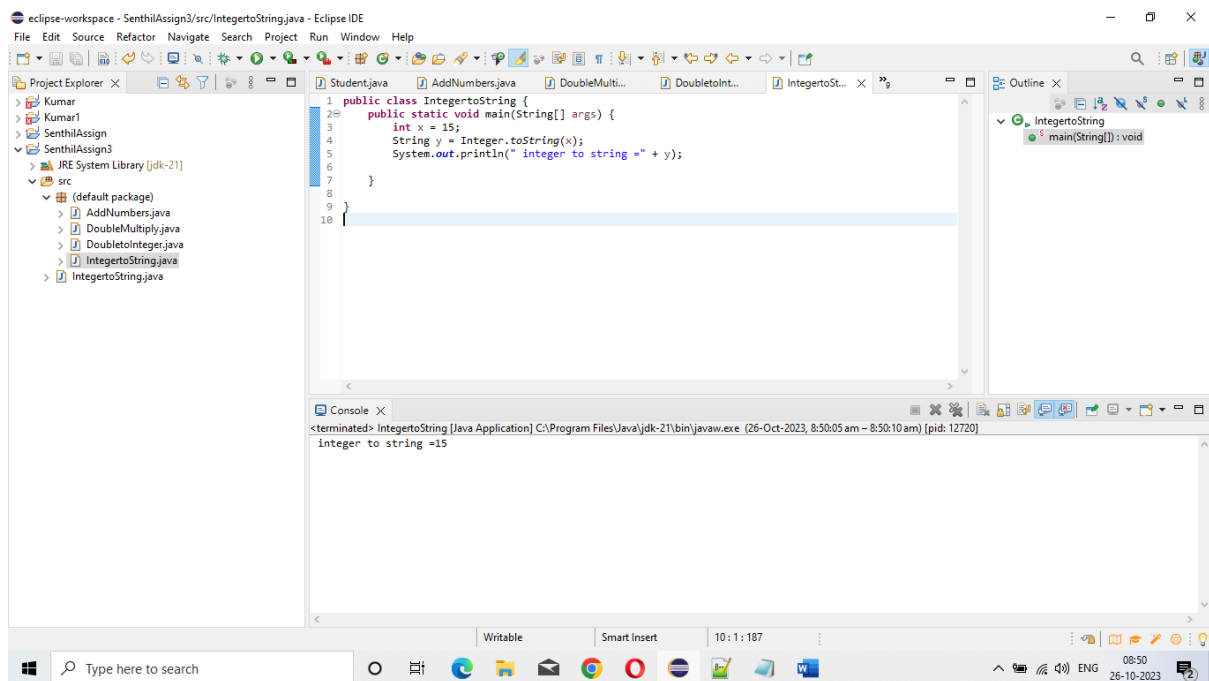 eclipse-workspace - SenthilAssign3/src/IntegertoString.java - Eclipse IDE
File Edit Source Refactor Navigate Search Project Run Window Help
Project Explorer
Student.java AddNumbers.java DoubleMulti... DoubletoInt... IntegertoSt... 9
Outline
Kumar
Kumar1
SenthilAssign
SenthilAssign3
JRE System Library [jdk-21]
src
(default package)
AddNumbers.java
DoubleMultiply.java
DoubletoInteger.java
IntegertoString.java
IntegertoString.java
1 public class IntegertoString {
2 public static void main(String[] args) {
3 int x = 15;
4 String y = Integer.toString(x);
5 System.out.println(" integer to string =" + y);
6
7 }
8
9 }
10
IntegertoString
main(String[]) : void
Console
<terminated> IntegertoString [Java Application] C:\Program Files\Java\jdk-21\bin\javaw.exe (26-Oct-2023, 8:50:05 am – 8:50:10 am) [pid: 12720]
integer to string =15
Writable Smart Insert 10 : 1 : 187
Type here to search
ENG
08:50
26-10-2023
2